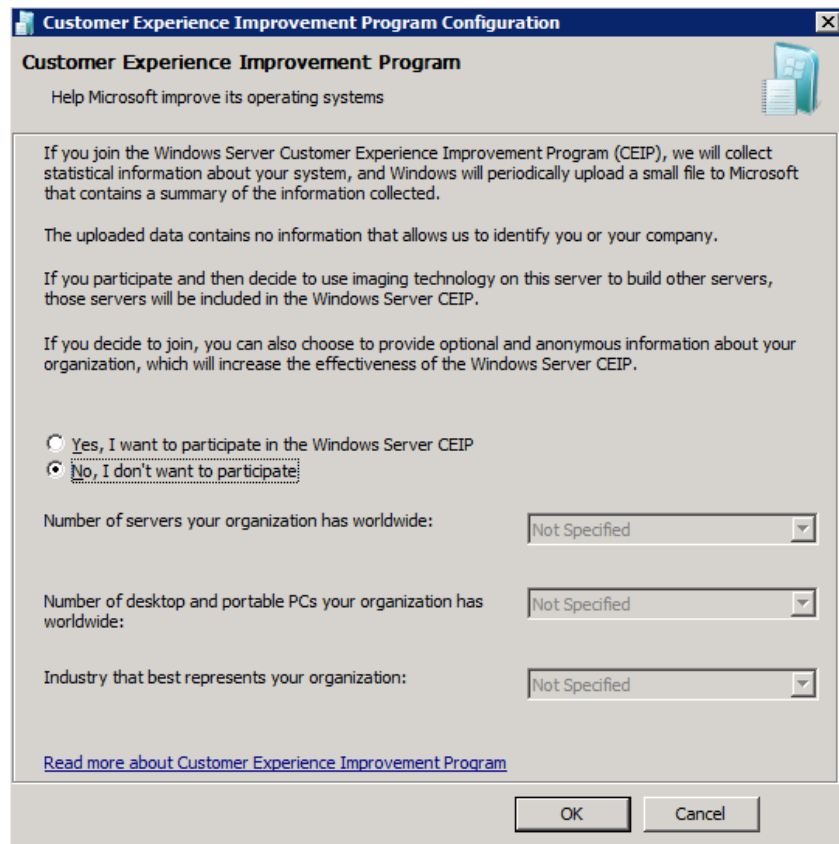 Customer Experience Improvement Program Configuration
Customer Experience Improvement Program
Help Microsoft improve its operating systems
If you join the Windows Server Customer Experience Improvement Program (CEIP), we will collect
statistical information about your system, and Windows will periodically upload a small file to Microsoft
that contains a summary of the information collected.
The uploaded data contains no information that allows us to identify you or your company.
If you participate and then decide to use imaging technology on this server to build other servers,
those servers will be included in the Windows Server CEIP.
If you decide to join, you can also choose to provide optional and anonymous information about your
organization, which will increase the effectiveness of the Windows Server CEIP.
Yes, I want to participate in the Windows Server CEIP
No, I don't want to participate
Number of servers your organization has worldwide:
Not Specified
Number of desktop and portable PCs your organization has
worldwide:
Not Specified
Industry that best represents your organization:
Not Specified
Read more about Customer Experience Improvement Program
OK
Cancel